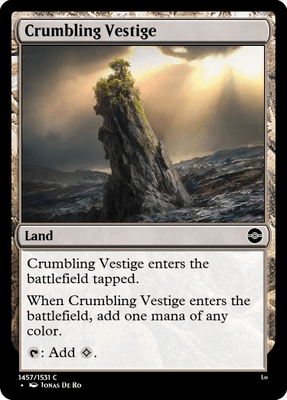 Crumbling Vestige
Land
Crumbling Vestige enters the
battlefield tapped.
When Crumbling Vestige enters the
battlefield, add one mana of any
color.
: Add .
1457/1531 C
Lo
• Jonas De Ro